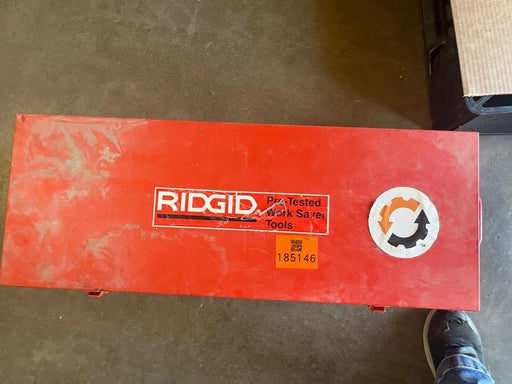 RIDGID
Pre-Tested
Work Saver
Tools
185146